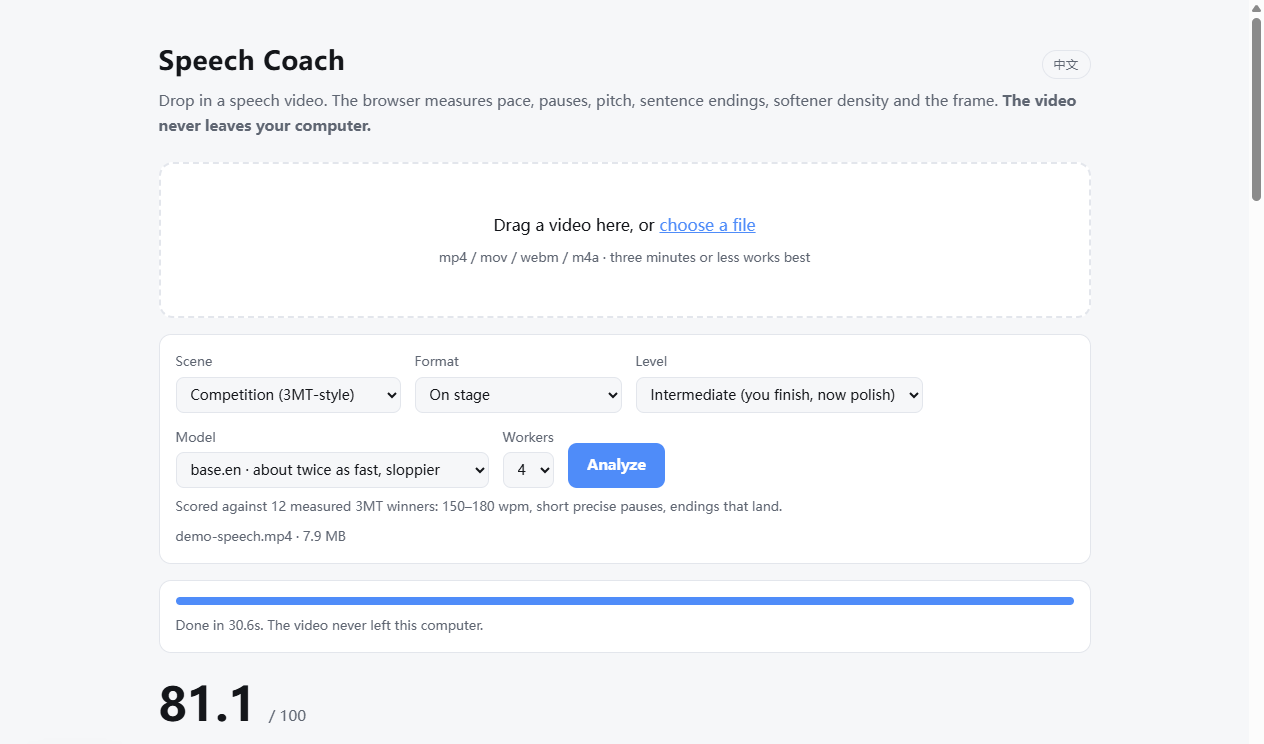 Speech Coach
中文
Drop in a speech video. The browser measures pace, pauses, pitch, sentence endings, softener density and the frame. The video
never leaves your computer.
Drag a video here, or choose a file
mp4 / mov / webm / m4a · three minutes or less works best
Scene
Format
Level
Competition (3MT-style)
On stage
Intermediate (you finish, now polish)
Model
Workers
base.en · about twice as fast, sloppier
4
Analyze
Scored against 12 measured 3MT winners: 150–180 wpm, short precise pauses, endings that land.
demo-speech.mp4 · 7.9 MB
Done in 30.6s. The video never left this computer.
81.1 / 100